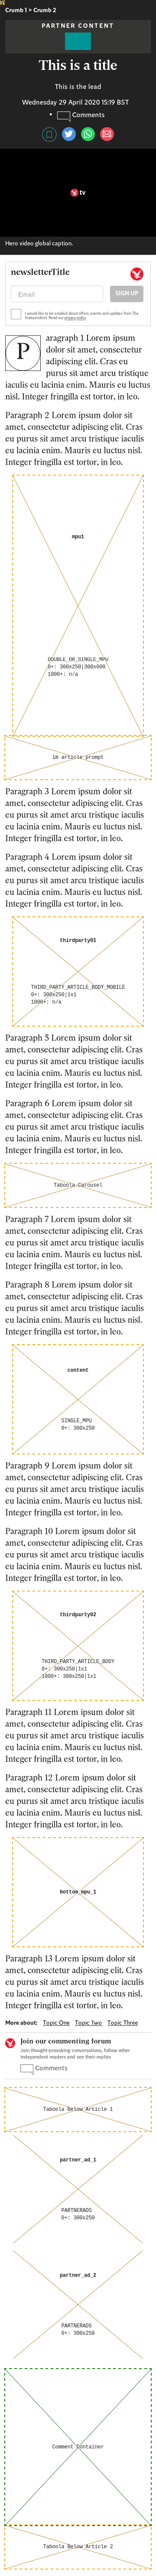 Crumb 1 > Crumb 2
PARTNER CONTENT
This is a title
This is the lead
Wednesday 29 April 2020 15:19 BST
• Comments
tv
Hero video global caption.
newsletterTitle
Email
SIGN UP
I would like to be emailed about offers, events and updates from The
Independent. Read our privacy policy
Paragraph 1 Lorem ipsum
dolor sit amet, consectetur
adipiscing elit. Cras eu
purus sit amet arcu tristique
iaculis eu lacinia enim. Mauris eu luctus
nisl. Integer fringilla est tortor, in leo.
Paragraph 2 Lorem ipsum dolor sit
amet, consectetur adipiscing elit. Cras
eu purus sit amet arcu tristique iaculis
eu lacinia enim. Mauris eu luctus nisl.
Integer fringilla est tortor, in leo.
mpu1
DOUBLE_OR_SINGLE_MPU
0+: 300x250|300x600
1000+: n/a
im article prompt
Paragraph 3 Lorem ipsum dolor sit
amet, consectetur adipiscing elit. Cras
eu purus sit amet arcu tristique iaculis
eu lacinia enim. Mauris eu luctus nisl.
Integer fringilla est tortor, in leo.
Paragraph 4 Lorem ipsum dolor sit
amet, consectetur adipiscing elit. Cras
eu purus sit amet arcu tristique iaculis
eu lacinia enim. Mauris eu luctus nisl.
Integer fringilla est tortor, in leo.
thirdparty01
THIRD_PARTY_ARTICLE_BODY_MOBILE
0+: 300x250|1x1
1000+: n/a
Paragraph 5 Lorem ipsum dolor sit
amet, consectetur adipiscing elit. Cras
eu purus sit amet arcu tristique iaculis
eu lacinia enim. Mauris eu luctus nisl.
Integer fringilla est tortor, in leo.
Paragraph 6 Lorem ipsum dolor sit
amet, consectetur adipiscing elit. Cras
eu purus sit amet arcu tristique iaculis
eu lacinia enim. Mauris eu luctus nisl.
Integer fringilla est tortor, in leo.
Taboola Carousel
Paragraph 7 Lorem ipsum dolor sit
amet, consectetur adipiscing elit. Cras
eu purus sit amet arcu tristique iaculis
eu lacinia enim. Mauris eu luctus nisl.
Integer fringilla est tortor, in leo.
Paragraph 8 Lorem ipsum dolor sit
amet, consectetur adipiscing elit. Cras
eu purus sit amet arcu tristique iaculis
eu lacinia enim. Mauris eu luctus nisl.
Integer fringilla est tortor, in leo.
content
SINGLE_MPU
0+: 300x250
Paragraph 9 Lorem ipsum dolor sit
amet, consectetur adipiscing elit. Cras
eu purus sit amet arcu tristique iaculis
eu lacinia enim. Mauris eu luctus nisl.
Integer fringilla est tortor, in leo.
Paragraph 10 Lorem ipsum dolor sit
amet, consectetur adipiscing elit. Cras
eu purus sit amet arcu tristique iaculis
eu lacinia enim. Mauris eu luctus nisl.
Integer fringilla est tortor, in leo.
thirdparty02
THIRD_PARTY_ARTICLE_BODY
0+: 300x250|1x1
1000+: 300x250|1x1
Paragraph 11 Lorem ipsum dolor sit
amet, consectetur adipiscing elit. Cras
eu purus sit amet arcu tristique iaculis
eu lacinia enim. Mauris eu luctus nisl.
Integer fringilla est tortor, in leo.
Paragraph 12 Lorem ipsum dolor sit
amet, consectetur adipiscing elit. Cras
eu purus sit amet arcu tristique iaculis
eu lacinia enim. Mauris eu luctus nisl.
Integer fringilla est tortor, in leo.
bottom_mpu_1
Paragraph 13 Lorem ipsum dolor sit
amet, consectetur adipiscing elit. Cras
eu purus sit amet arcu tristique iaculis
eu lacinia enim. Mauris eu luctus nisl.
Integer fringilla est tortor, in leo.
More about: Topic One Topic Two Topic Three
Join our commenting forum
Join thought-provoking conversations, follow other
Independent readers and see their replies
Comments
Taboola Below Article 1
partner_ad_1
PARTNERADS
0+: 300x250
partner_ad_2
PARTNERADS
0+: 300x250
Comment Container
Taboola Below Article 2